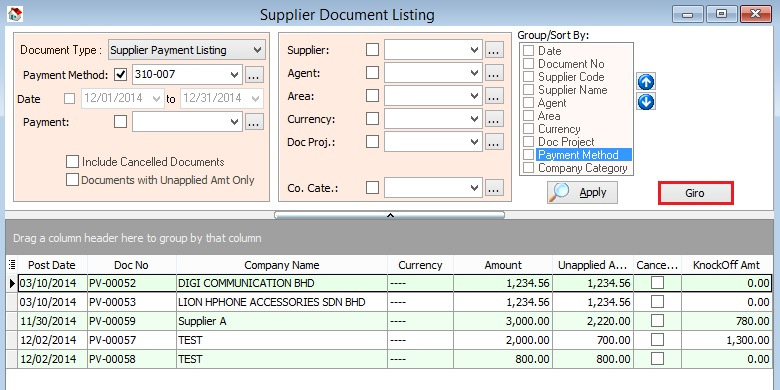 Supplier Document Listing
Document Type : Supplier Payment Listing
Payment Method: 310-007 ...
Date 12/01/2014 to 12/31/2014
Payment: ...
Include Cancelled Documents
Documents with Unapplied Amt Only
Supplier: ...
Agent: ...
Area: ...
Currency: ...
Doc Proj.: ...
Co. Cate.: ...
Group/Sort By:
Date
Document No
Supplier Code
Supplier Name
Agent
Area
Currency
Doc Project
Payment Method
Company Category
Apply
Giro
Drag a column header here to group by that column
Post Date Doc No Company Name Currency Amount Unapplied A... Cance... KnockOff Amt
03/10/2014 PV-00052 DIGI COMMUNICATION BHD ---- 1,234.56 1,234.56 0.00
03/10/2014 PV-00053 LION HPHONE ACCESSORIES SDN BHD ---- 1,234.56 1,234.56 0.00
11/30/2014 PV-00059 Supplier A ---- 3,000.00 2,220.00 780.00
12/02/2014 PV-00057 TEST ---- 2,000.00 700.00 1,300.00
12/02/2014 PV-00058 TEST ---- 800.00 800.00 0.00